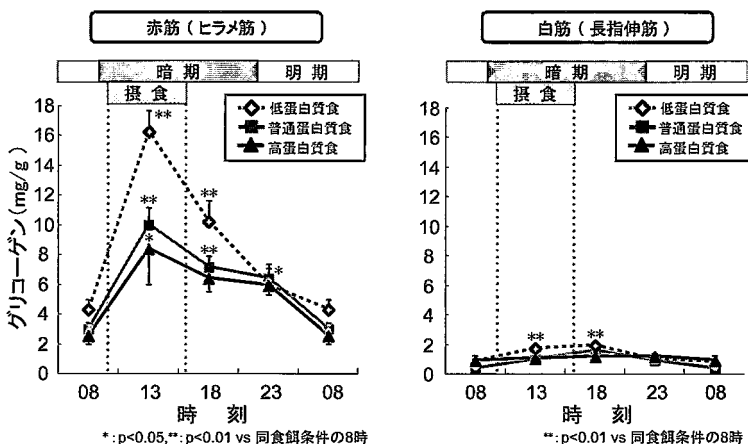 赤筋(ヒラメ筋)
暗 期
明 期
摂 食
低蛋白質食
普通蛋白質食
高蛋白質食
グリコーゲン(mg/g)
18
16
14
12
10
8
6
4
2
0
**
**
*
**
**
*
08
13
18
23
08
時 刻
*:p<0.05,**:p<0.01 vs 同食餌条件の8時
白筋(長指伸筋)
暗 期
明 期
摂 食
低蛋白質食
普通蛋白質食
高蛋白質食
18
16
14
12
10
8
6
4
2
0
**
**
08
13
18
23
08
時 刻
**:p<0.01 vs 同食餌条件の8時